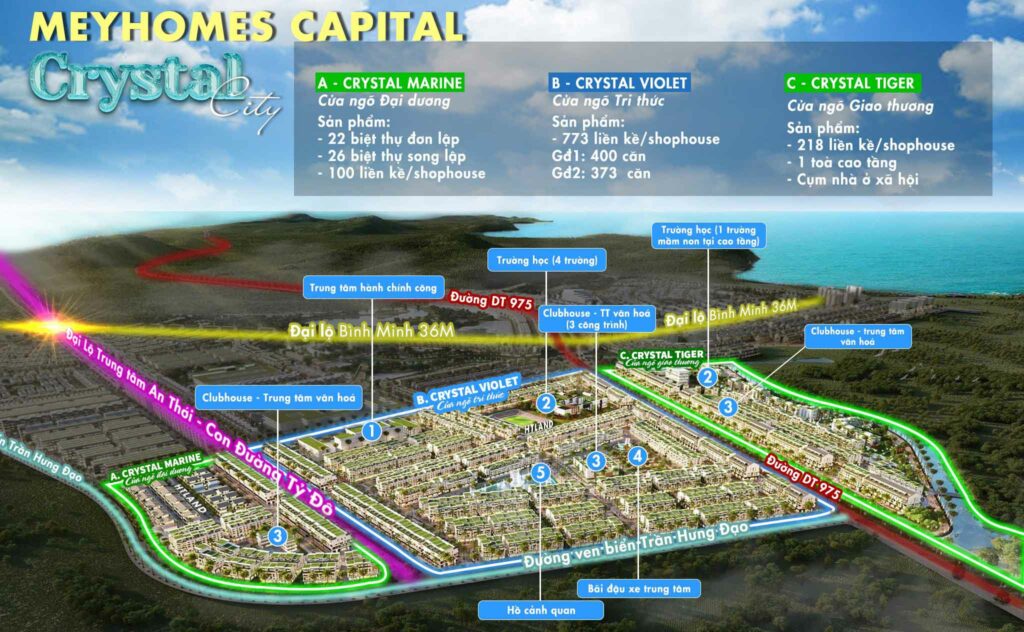 MEYHOMES CAPITAL
Crystal
City
A - CRYSTAL MARINE
Cửa ngõ Đại dương
Sản phẩm:
- 22 biệt thự đơn lập
- 26 biệt thự song lập
- 100 liền kề/shophouse
B - CRYSTAL VIOLET
Cửa ngõ Tri thức
Sản phẩm:
- 773 liền kề/shophouse
Gđ1: 400 căn
Gđ2: 373 căn
C - CRYSTAL TIGER
Cửa ngõ Giao thương
Sản phẩm:
- 218 liền kề/shophouse
- 1 toà cao tầng
- Cụm nhà ở xã hội
Trường học (1 trường
mầm non tại cao tầng)
Trường học (4 trường)
Trung tâm hành chính công
Đường DT 975
Clubhouse - TT văn hoá
(3 công trình)
Đại lộ Bình Minh 36M
Đại lộ Bình Minh 36M
Clubhouse - trung tâm
văn hoá
Đại Lộ Trung tâm An Thới - Con Đường Tỷ Đô
C. CRYSTAL TIGER
Cửa ngõ giao thương
2
Clubhouse - Trung tâm văn hoá
B. CRYSTAL VIOLET
Cửa ngõ tri thức
2
3
1
HTLAND
Trần Hưng Đạo
A. CRYSTAL MARINE
Cửa ngõ đại dương
HTLAND
5
3
4
Đường DT 975
3
Đường ven biển Trần Hưng Đạo
Bãi đậu xe trung tâm
Hồ cảnh quan